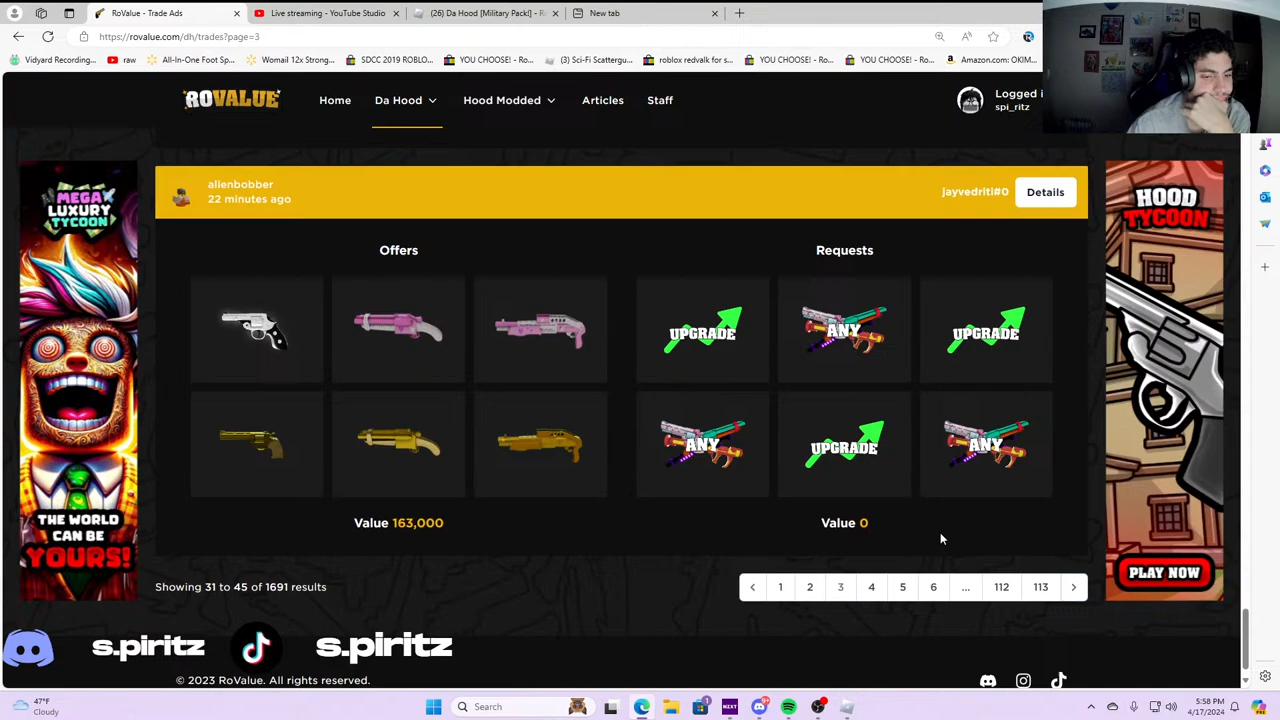 RoValue - Trade Ads
Live streaming - YouTube Studio
(26) Da Hood [Military Pack!] - R
New tab
https://rovalue.com/dh/trades?page=3
Vidyard Recording...
raw
All-In-One Foot Sp...
Womail 12x Strong...
SDCC 2019 ROBLO...
YOU CHOOSE! - Ro...
(3) Sci-Fi Scattergu...
roblox redvalk for s...
YOU CHOOSE! - Ro...
YOU CHOOSE! - Ro...
Amazon.com: OKIM...
ROVALUE
Home
Da Hood
Hood Modded
Articles
Staff
Logged i
spi_ritz
alienbobber
22 minutes ago
jayvedriti#0
Details
Offers
Requests
UPGRADE
ANY
UPGRADE
ANY
UPGRADE
ANY
Value 163,000
Value 0
Showing 31 to 45 of 1691 results
1 2 3 4 5 6 ... 112 113
MEGA
LUXURY
TYCOON
THE WORLD
CAN BE
YOURS!
HOOD
TYCOON
PLAY NOW
s.piritz
s.piritz
© 2023 RoValue. All rights reserved.
47°F
Cloudy
Search
NEXT
5:58 PM
4/17/2024